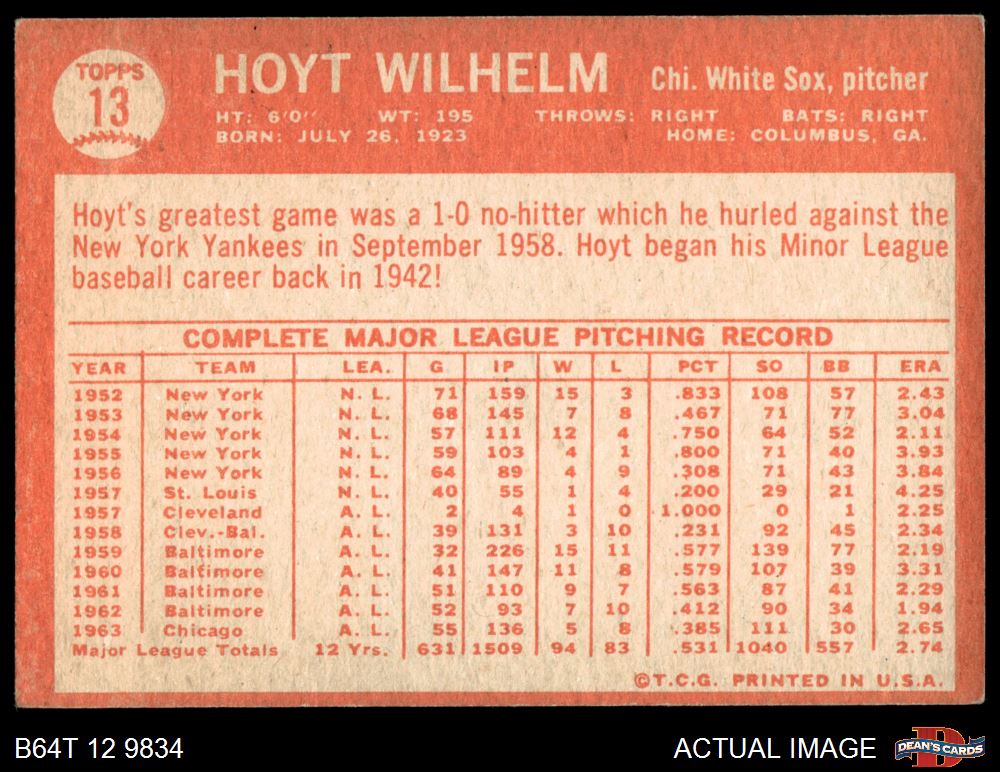 TOPPS
13
HOYT WILHELM Chi. White Sox, pitcher
HT: 6'0" WT: 195 THROWS: RIGHT BATS: RIGHT
BORN: JULY 26, 1923 HOME: COLUMBUS, GA.
Hoyt's greatest game was a 1-0 no-hitter which he hurled against the
New York Yankees in September 1958. Hoyt began his Minor League
baseball career back in 1942!
COMPLETE MAJOR LEAGUE PITCHING RECORD
YEAR TEAM LEA. G IP W L PCT SO BB ERA
1952 New York N. L. 71 159 15 3 .833 108 57 2.43
1953 New York N. L. 68 145 7 8 .467 71 77 3.04
1954 New York N. L. 57 111 12 4 .750 64 52 2.11
1955 New York N. L. 59 103 4 1 .800 71 40 3.93
1956 New York N. L. 64 89 4 9 .308 71 43 3.84
1957 St. Louis N. L. 40 55 1 4 .200 29 21 4.25
1957 Cleveland A. L. 2 4 1 0 1.000 0 1 2.25
1958 Clev.-Bal. A. L. 39 131 3 10 .231 92 45 2.34
1959 Baltimore A. L. 32 226 15 11 .577 139 77 2.19
1960 Baltimore A. L. 41 147 11 8 .579 107 39 3.31
1961 Baltimore A. L. 51 110 9 7 .563 87 41 2.29
1962 Baltimore A. L. 52 93 7 10 .412 90 34 1.94
1963 Chicago A. L. 55 136 5 8 .385 111 30 2.65
Major League Totals 12 Yrs. 631 1509 94 83 .531 1040 557 2.74
©T.C.G. PRINTED IN U.S.A.
B64T 12 9834 ACTUAL IMAGE DEAN'S CARDS